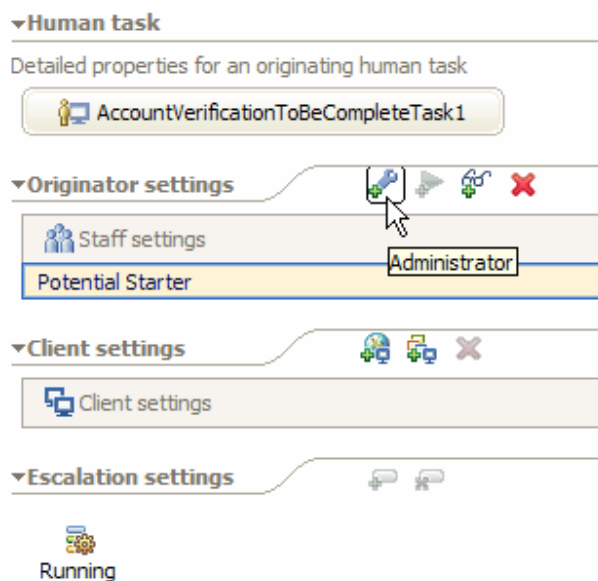 Human task
Detailed properties for an originating human task
AccountVerificationToBeCompleteTask1
Originator settings
Staff settings
Administrator
Potential Starter
Client settings
Client settings
Escalation settings
Running